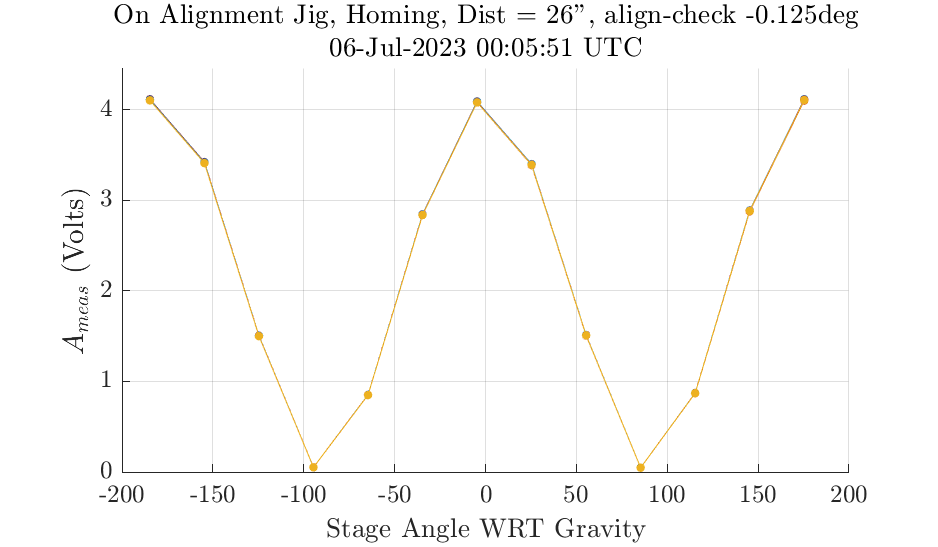 On Alignment Jig, Homing, Dist = 26”, align-check -0.125deg
06-Jul-2023 00:05:51 UTC
A_meas (Volts)
4
3
2
1
0
-200 -150 -100 -50 0 50 100 150 200
Stage Angle WRT Gravity